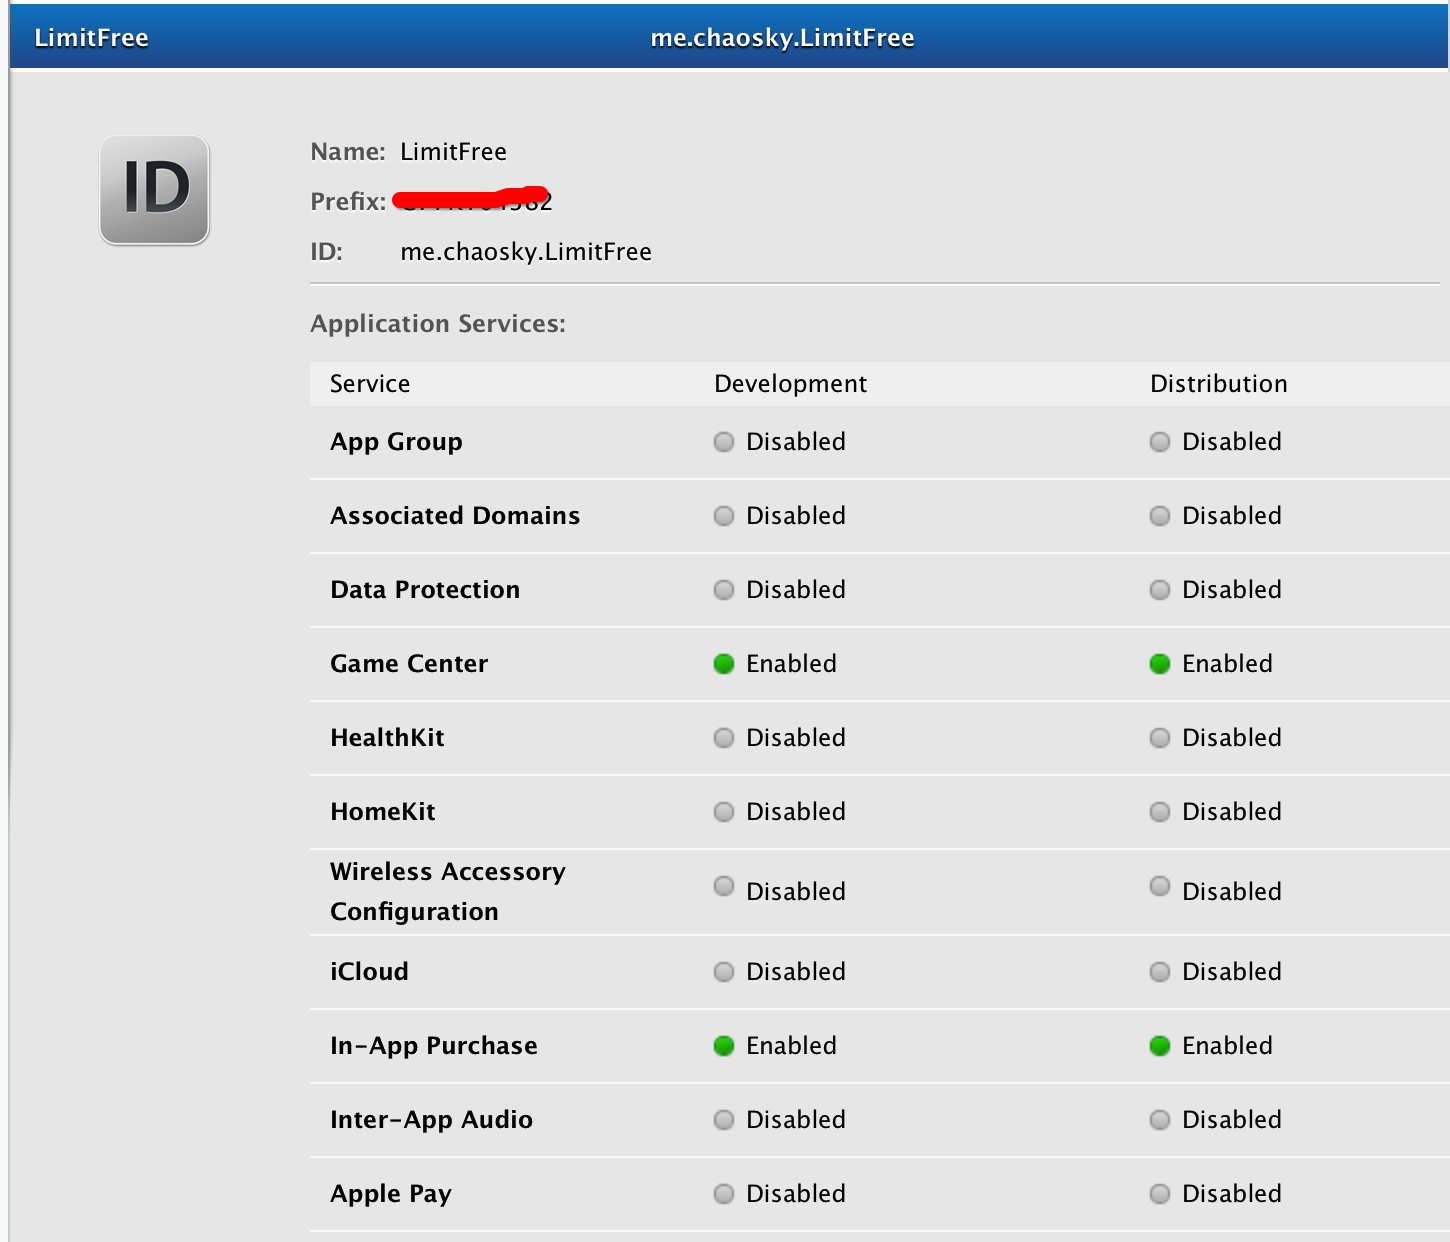 LimitFree me.chaosky.LimitFree
ID
Name: LimitFree
Prefix:
ID: me.chaosky.LimitFree
Application Services:
Service Development Distribution
App Group Disabled Disabled
Associated Domains Disabled Disabled
Data Protection Disabled Disabled
Game Center Enabled Enabled
HealthKit Disabled Disabled
HomeKit Disabled Disabled
Wireless Accessory
Configuration Disabled Disabled
iCloud Disabled Disabled
In-App Purchase Enabled Enabled
Inter-App Audio Disabled Disabled
Apple Pay Disabled Disabled